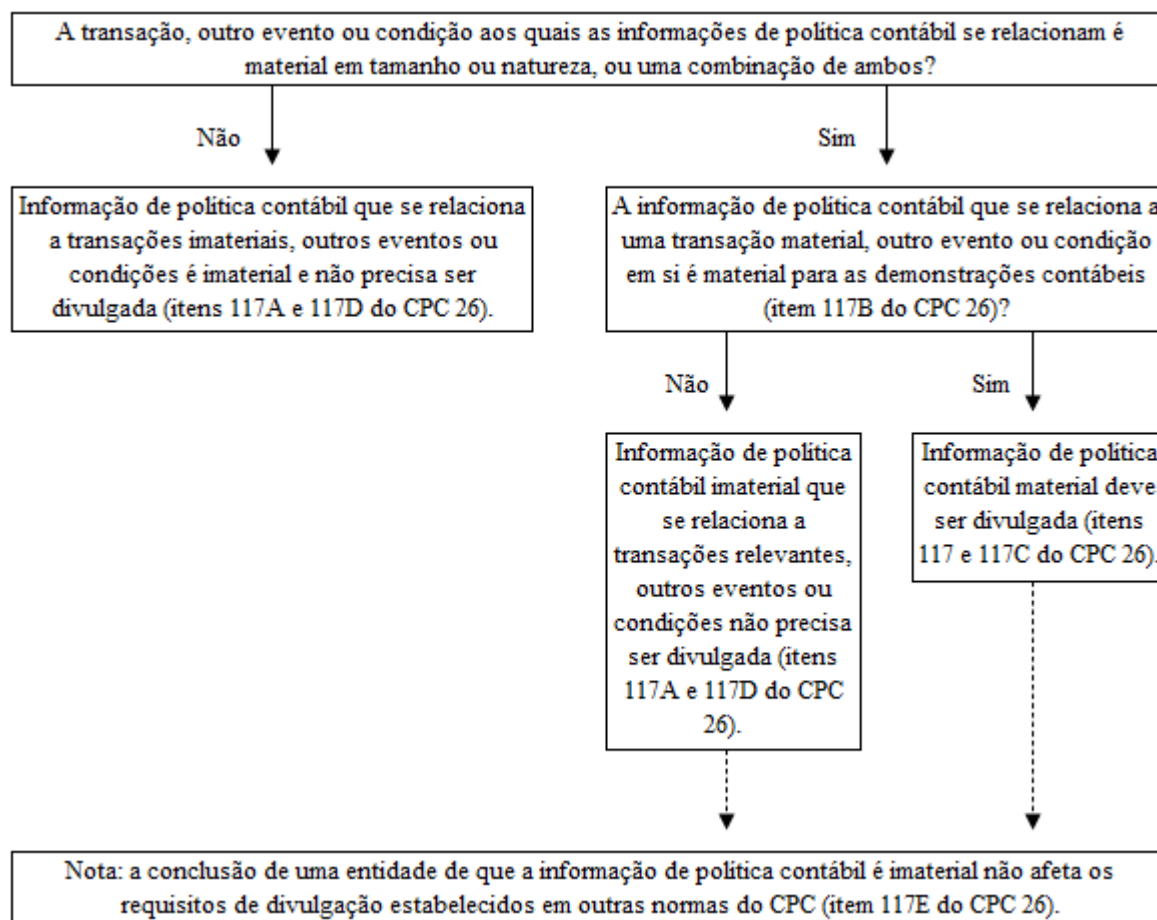 A transação, outro evento ou condição aos quais as informações de política contábil se relacionam é
material em tamanho ou natureza, ou uma combinação de ambos?
Não
Sim
Informação de política contábil que se relaciona
a transações imateriais, outros eventos ou
condições é imaterial e não precisa ser
divulgada (itens 117A e 117D do CPC 26).
A informação de política contábil que se relaciona a
uma transação material, outro evento ou condição
em si é material para as demonstrações contábeis
(item 117B do CPC 26)?
Não
Sim
Informação de política
contábil imaterial que
se relaciona a
transações relevantes,
outros eventos ou
condições não precisa
ser divulgada (itens
117A e 117D do CPC
26).
Informação de política
contábil material deve
ser divulgada (itens
117 e 117C do CPC 26).
Nota: a conclusão de uma entidade de que a informação de política contábil é imaterial não afeta os
requisitos de divulgação estabelecidos em outras normas do CPC (item 117E do CPC 26).